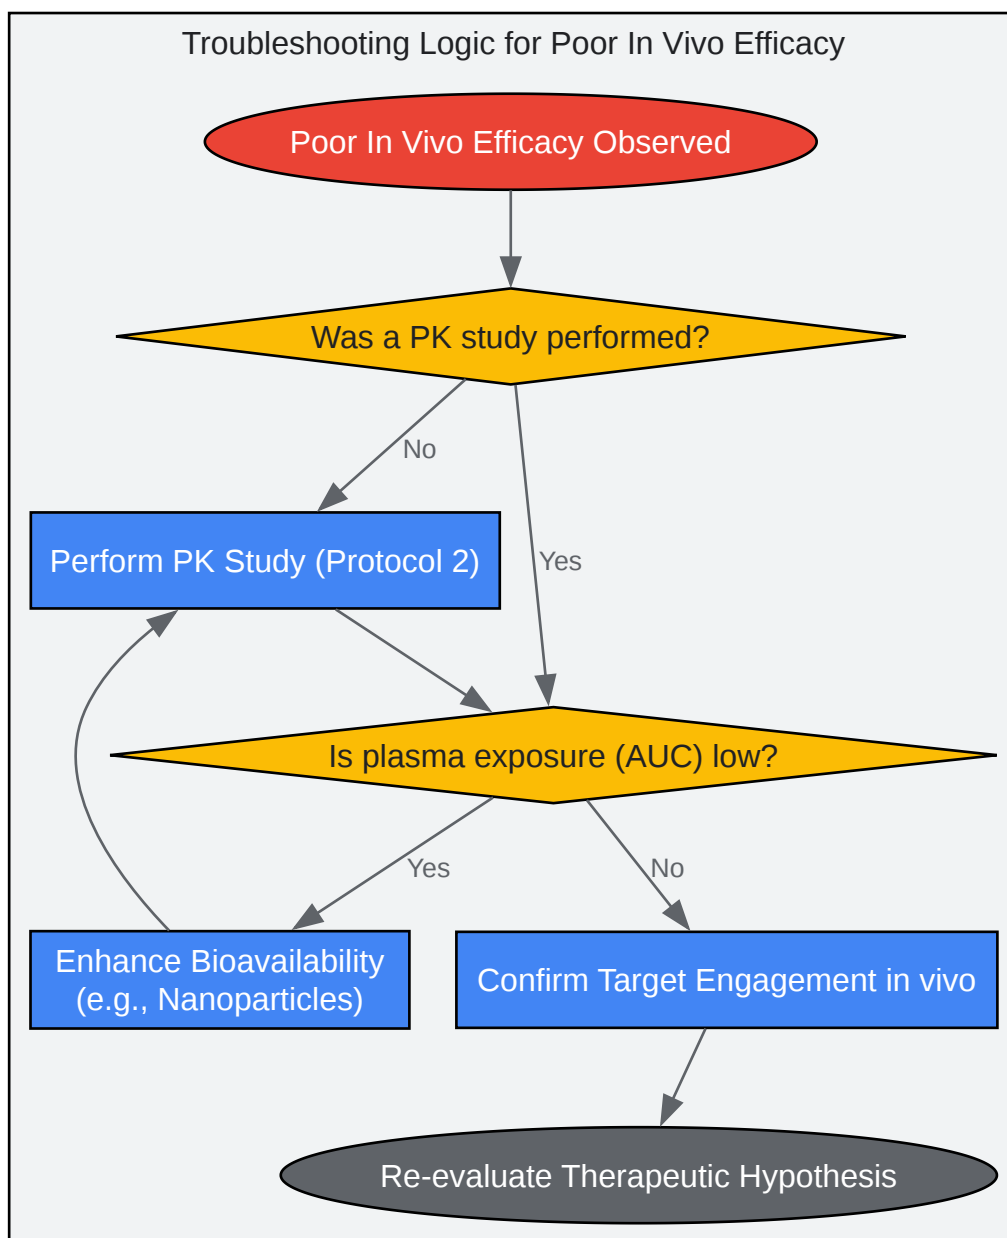 Troubleshooting Logic for Poor In Vivo Efficacy
Poor In Vivo Efficacy Observed
Was a PK study performed?
No
Perform PK Study (Protocol 2)
Yes
Is plasma exposure (AUC) low?
Yes
No
Enhance Bioavailability
(e.g., Nanoparticles)
Confirm Target Engagement in vivo
Re-evaluate Therapeutic Hypothesis